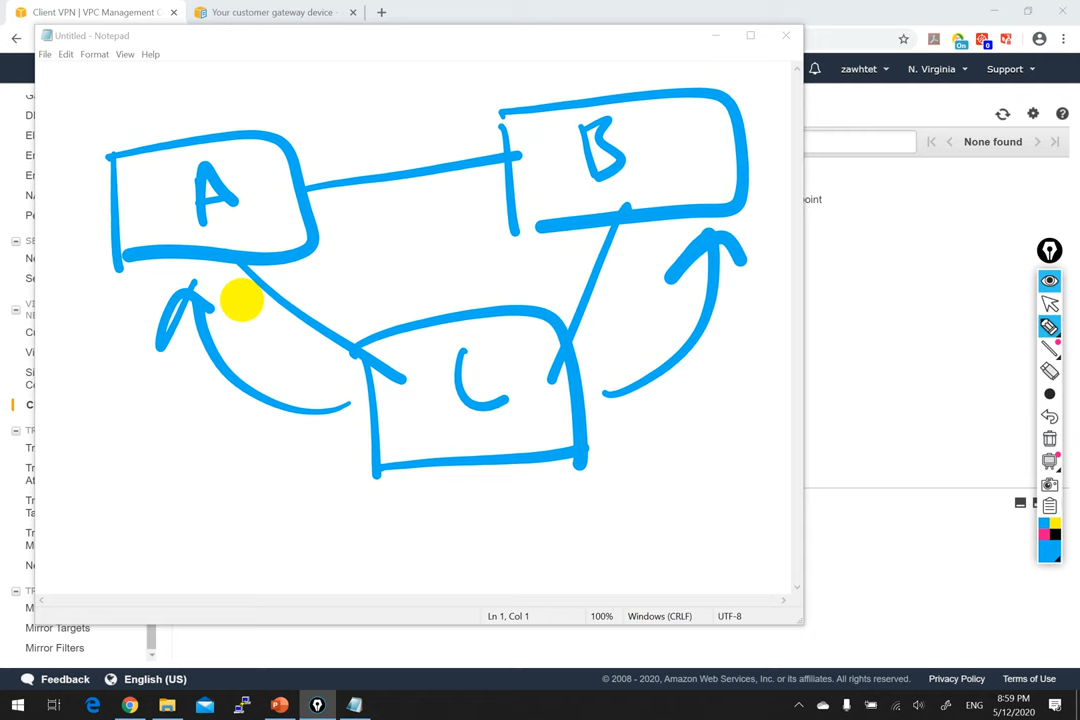 Client VPN | VPC Management C
Your customer gateway device -
Untitled - Notepad
File Edit Format View Help
On
0
zawhtet
N. Virginia
Support
None found
A
B
C
oint
Ln 1, Col 1
100%
Windows (CRLF)
UTF-8
Mirror Targets
Mirror Filters
Feedback
English (US)
© 2008 - 2020, Amazon Web Services, Inc. or its affiliates. All rights reserved.
Privacy Policy
Terms of Use
ENG
8:59 PM
5/12/2020